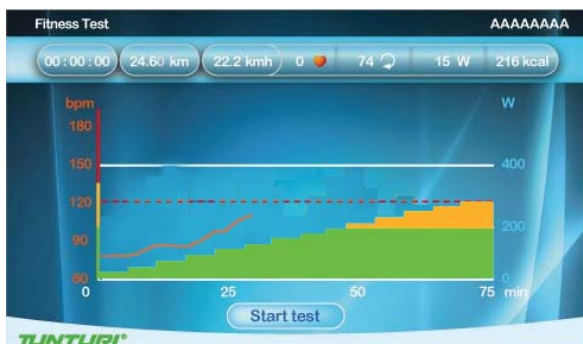 Fitness Test AAAAAAAA
00:00:00 24.60 km 22.2 kmh 0 74 15 W 216 kcal
bpm W
180
150 400
120
90 200
60 0
0 25 50 75 min
Start test
TUNTURI®